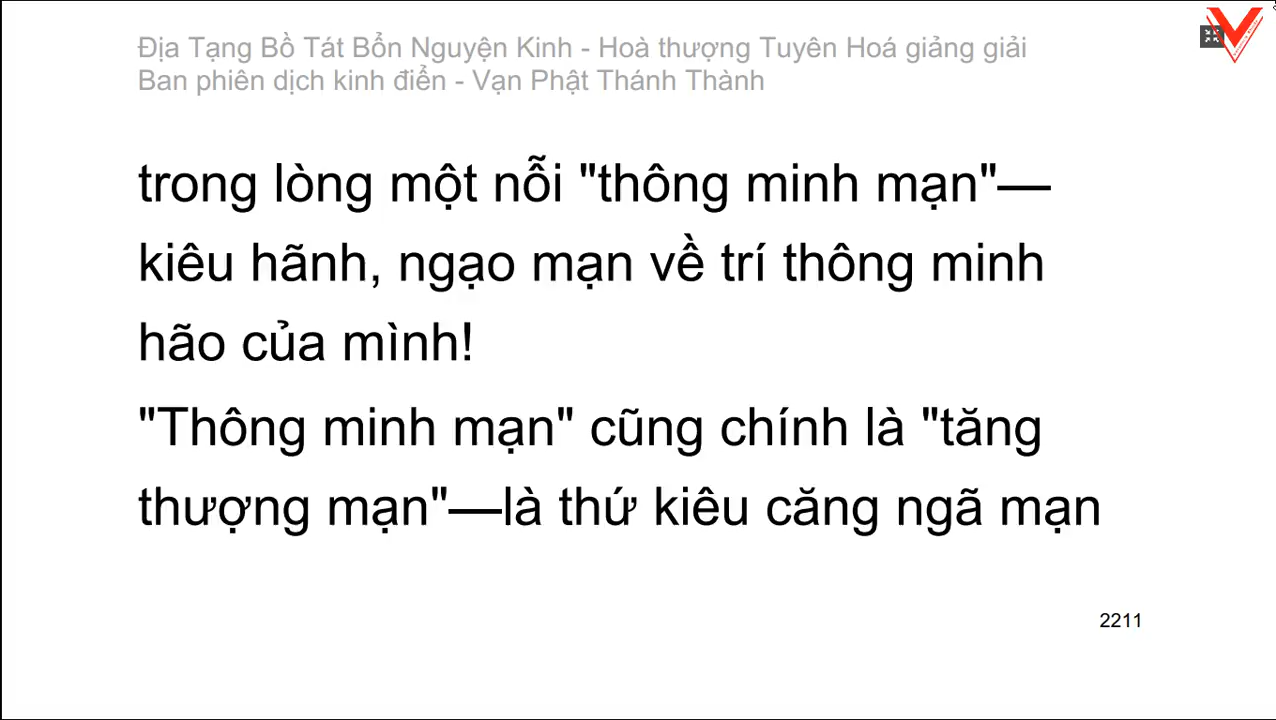 Địa Tạng Bồ Tát Bổn Nguyện Kinh - Hoà thượng Tuyên Hoá giảng giải
Ban phiên dịch kinh điển - Vạn Phật Thánh Thành
trong lòng một nỗi "thông minh mạn"—
kiêu hãnh, ngạo mạn về trí thông minh
hão của mình!
"Thông minh mạn" cũng chính là "tăng
thượng mạn"—là thứ kiêu căng ngã mạn
2211